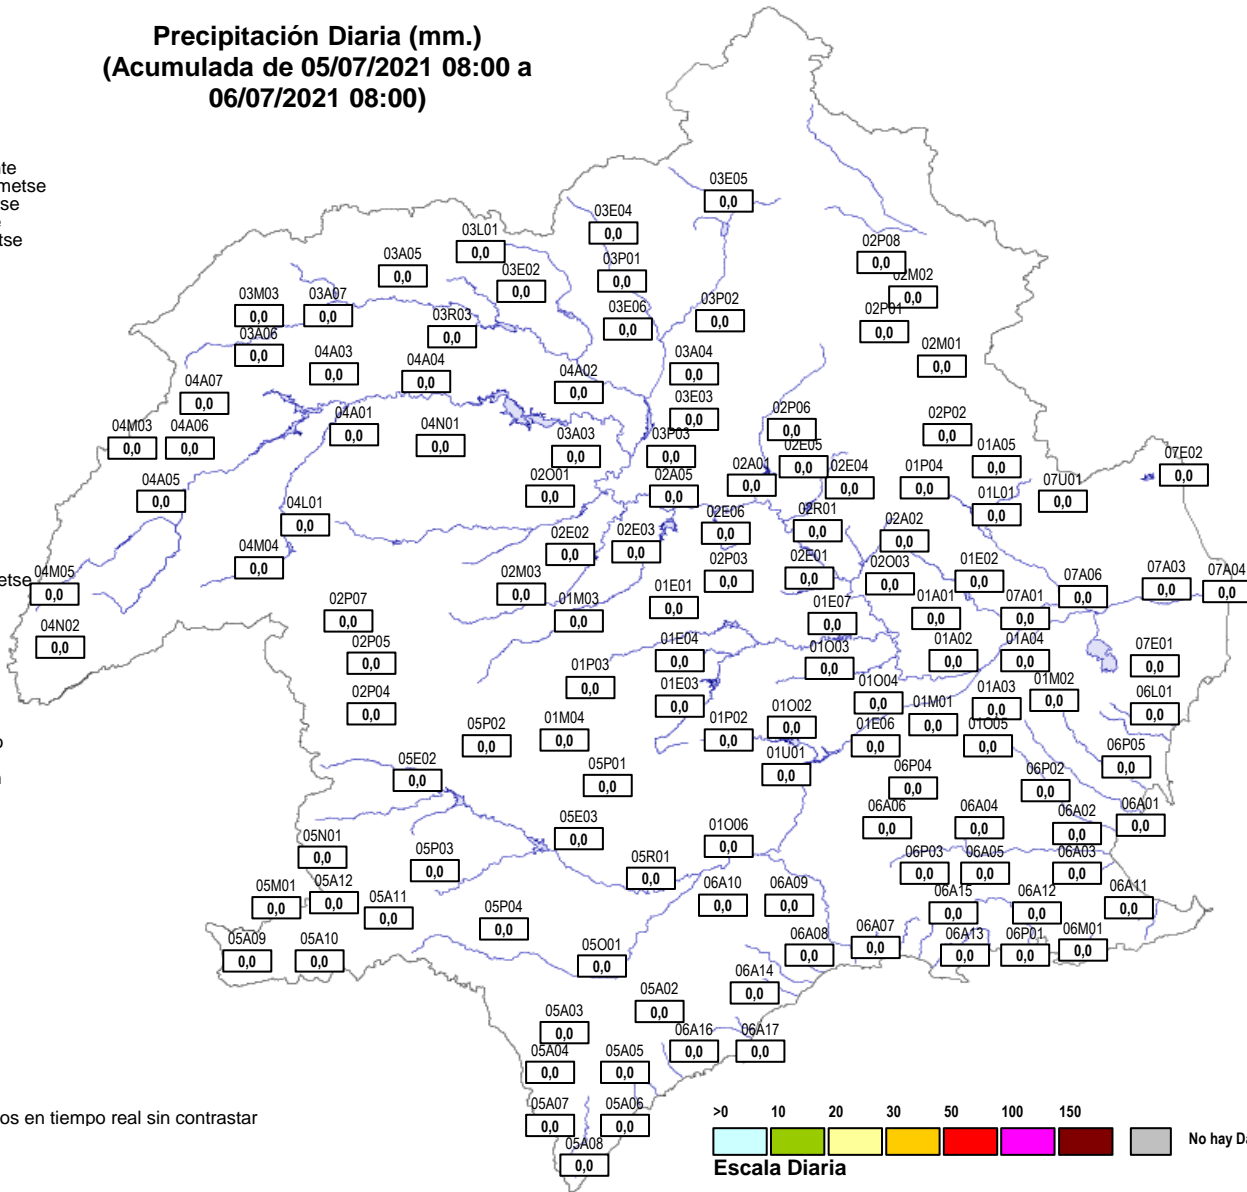 Precipitación Diaria (mm.)
(Acumulada de 05/07/2021 08:00 a
06/07/2021 08:00)
te
metse
se
tse
03E05
0,0
03E04
0,0
03L01
0,0
02P08
0,0
03A05
0,0
03P01
0,0
03E02
0,0
02M02
0,0
03M03
0,0
03A07
0,0
03P02
0,0
03E06
0,0
02P01
0,0
03R03
0,0
03A06
0,0
02M01
0,0
04A03
0,0
03A04
0,0
04A04
0,0
04A02
0,0
04A07
0,0
03E03
0,0
02P06
0,0
04A01
0,0
02P02
0,0
04M03
0,0
04A06
0,0
04N01
0,0
03A03
0,0
03P03
0,0
02E05
0,0
01A05
0,0
07E02
0,0
02A01
0,0
02E04
0,0
01P04
0,0
04A05
0,0
02O01
0,0
02A05
0,0
07U01
0,0
01L01
0,0
04L01
0,0
02E06
0,0
02R01
0,0
02A02
0,0
02E02
0,0
02E03
0,0
04M04
0,0
02P03
0,0
02E01
0,0
02O03
0,0
01E02
0,0
metse
04M05
0,0
02M03
0,0
07A06
0,0
07A03
0,0
07A04
0,0
01E01
0,0
02P07
0,0
01M03
0,0
01E07
0,0
01A01
0,0
07A01
0,0
04N02
0,0
02P05
0,0
01E04
0,0
01O03
0,0
01A02
0,0
01A04
0,0
07E01
0,0
01P03
0,0
01E03
0,0
01O04
0,0
01A03
0,0
01M02
0,0
02P04
0,0
06L01
0,0
01M01
0,0
05P02
0,0
01M04
0,0
01P02
0,0
01O02
0,0
01E06
0,0
01O05
0,0
05E02
0,0
05P01
0,0
01U01
0,0
06P04
0,0
06P02
0,0
06P05
0,0
06A06
0,0
06A04
0,0
06A02
0,0
06A01
0,0
05E03
0,0
01O06
0,0
05N01
0,0
05P03
0,0
05R01
0,0
06P03
0,0
06A05
0,0
06A03
0,0
05M01
0,0
05A12
0,0
05A11
0,0
06A10
0,0
06A09
0,0
06A15
0,0
06A12
0,0
06A11
0,0
05P04
0,0
05A09
0,0
05A10
0,0
05O01
0,0
06A08
0,0
06A07
0,0
06A13
0,0
06P01
0,0
06M01
0,0
06A14
0,0
05A02
0,0
05A03
0,0
06A16
0,0
06A17
0,0
05A04
0,0
05A05
0,0
05A07
0,0
05A06
0,0
05A08
0,0
os en tiempo real sin contrastar
>0 10 20 30 50 100 150
No hay Da
Escala Diaria